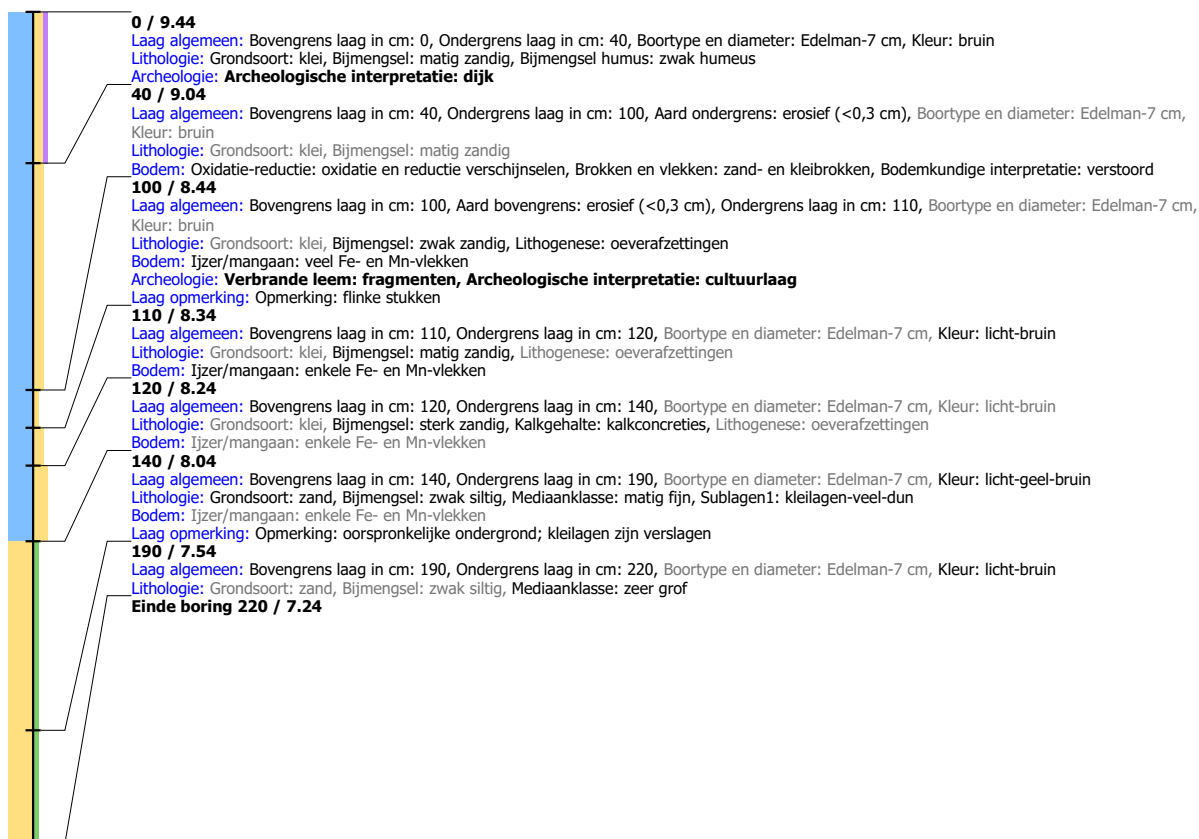 0 / 9.44
Laag algemeen: Bovengrens laag in cm: 0, Ondergrens laag in cm: 40, Boortype en diameter: Edelman-7 cm, Kleur: bruin
Lithologie: Grondsoort: klei, Bijmengsel: matig zandig, Bijmengsel humus: zwak humeus
Archeologie: Archeologische interpretatie: dijk
40 / 9.04
Laag algemeen: Bovengrens laag in cm: 40, Ondergrens laag in cm: 100, Aard ondergrens: erosief (<0,3 cm), Boortype en diameter: Edelman-7 cm,
Kleur: bruin
Lithologie: Grondsoort: klei, Bijmengsel: matig zandig
Bodem: Oxidatie-reductie: oxidatie en reductie verschijnselen, Brokken en vlekken: zand- en kleibrokken, Bodemkundige interpretatie: verstoord
100 / 8.44
Laag algemeen: Bovengrens laag in cm: 100, Aard bovengrens: erosief (<0,3 cm), Ondergrens laag in cm: 110, Boortype en diameter: Edelman-7 cm,
Kleur: bruin
Lithologie: Grondsoort: klei, Bijmengsel: zwak zandig, Lithogenese: oeverafzettingen
Bodem: Ijzer/mangaan: veel Fe- en Mn-vlekken
Archeologie: Verbrande leem: fragmenten, Archeologische interpretatie: cultuurlaag
Laag opmerking: Opmerking: flinke stukken
110 / 8.34
Laag algemeen: Bovengrens laag in cm: 110, Ondergrens laag in cm: 120, Boortype en diameter: Edelman-7 cm, Kleur: licht-bruin
Lithologie: Grondsoort: klei, Bijmengsel: matig zandig, Lithogenese: oeverafzettingen
Bodem: Ijzer/mangaan: enkele Fe- en Mn-vlekken
120 / 8.24
Laag algemeen: Bovengrens laag in cm: 120, Ondergrens laag in cm: 140, Boortype en diameter: Edelman-7 cm, Kleur: licht-bruin
Lithologie: Grondsoort: klei, Bijmengsel: sterk zandig, Kalkgehalte: kalkconcreties, Lithogenese: oeverafzettingen
Bodem: Ijzer/mangaan: enkele Fe- en Mn-vlekken
140 / 8.04
Laag algemeen: Bovengrens laag in cm: 140, Ondergrens laag in cm: 190, Boortype en diameter: Edelman-7 cm, Kleur: licht-geel-bruin
Lithologie: Grondsoort: zand, Bijmengsel: zwak siltig, Mediaanklasse: matig fijn, Sublagen1: kleilagen-veel-dun
Bodem: Ijzer/mangaan: enkele Fe- en Mn-vlekken
Laag opmerking: Opmerking: oorspronkelijke ondergrond; kleilagen zijn verslagen
190 / 7.54
Laag algemeen: Bovengrens laag in cm: 190, Ondergrens laag in cm: 220, Boortype en diameter: Edelman-7 cm, Kleur: licht-bruin
Lithologie: Grondsoort: zand, Bijmengsel: zwak siltig, Mediaanklasse: zeer grof
Einde boring 220 / 7.24